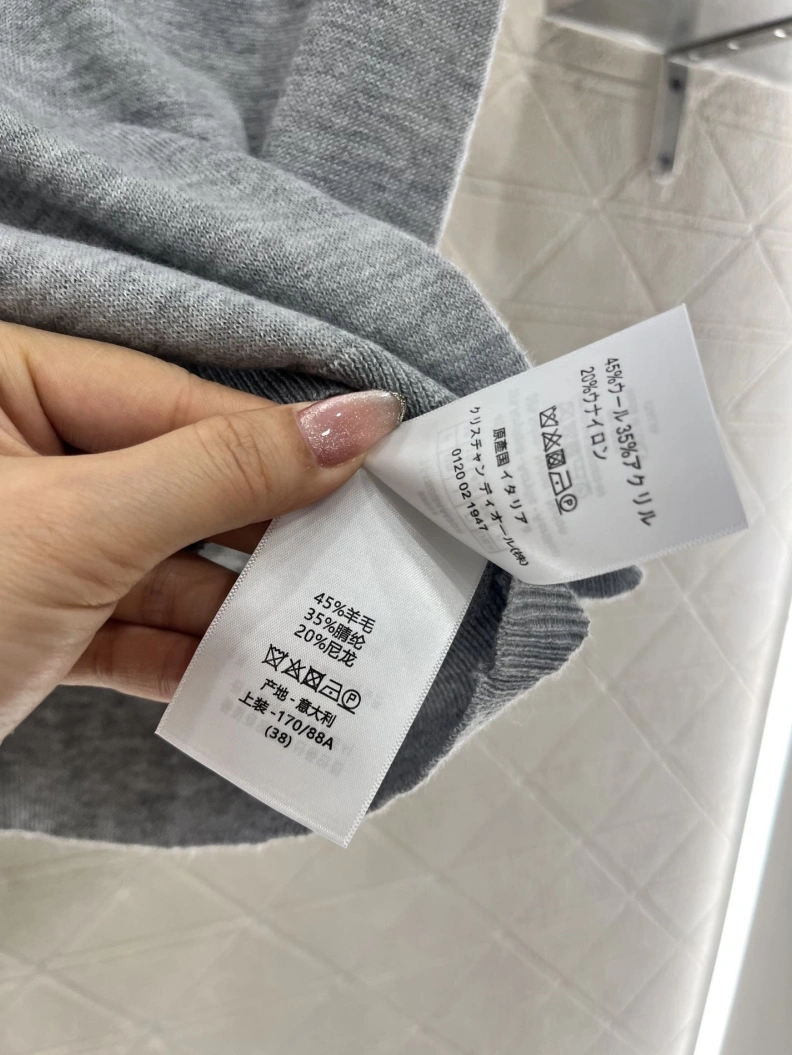 45%羊毛
35%腈纶
20%尼龙
产地 - 意大利
上装 -170/88A
(38)
45%ウール 35%アクリル
20%ウナイロン
原產国 イタリア
クリスチャン ディオール(株)
0120 02 1947